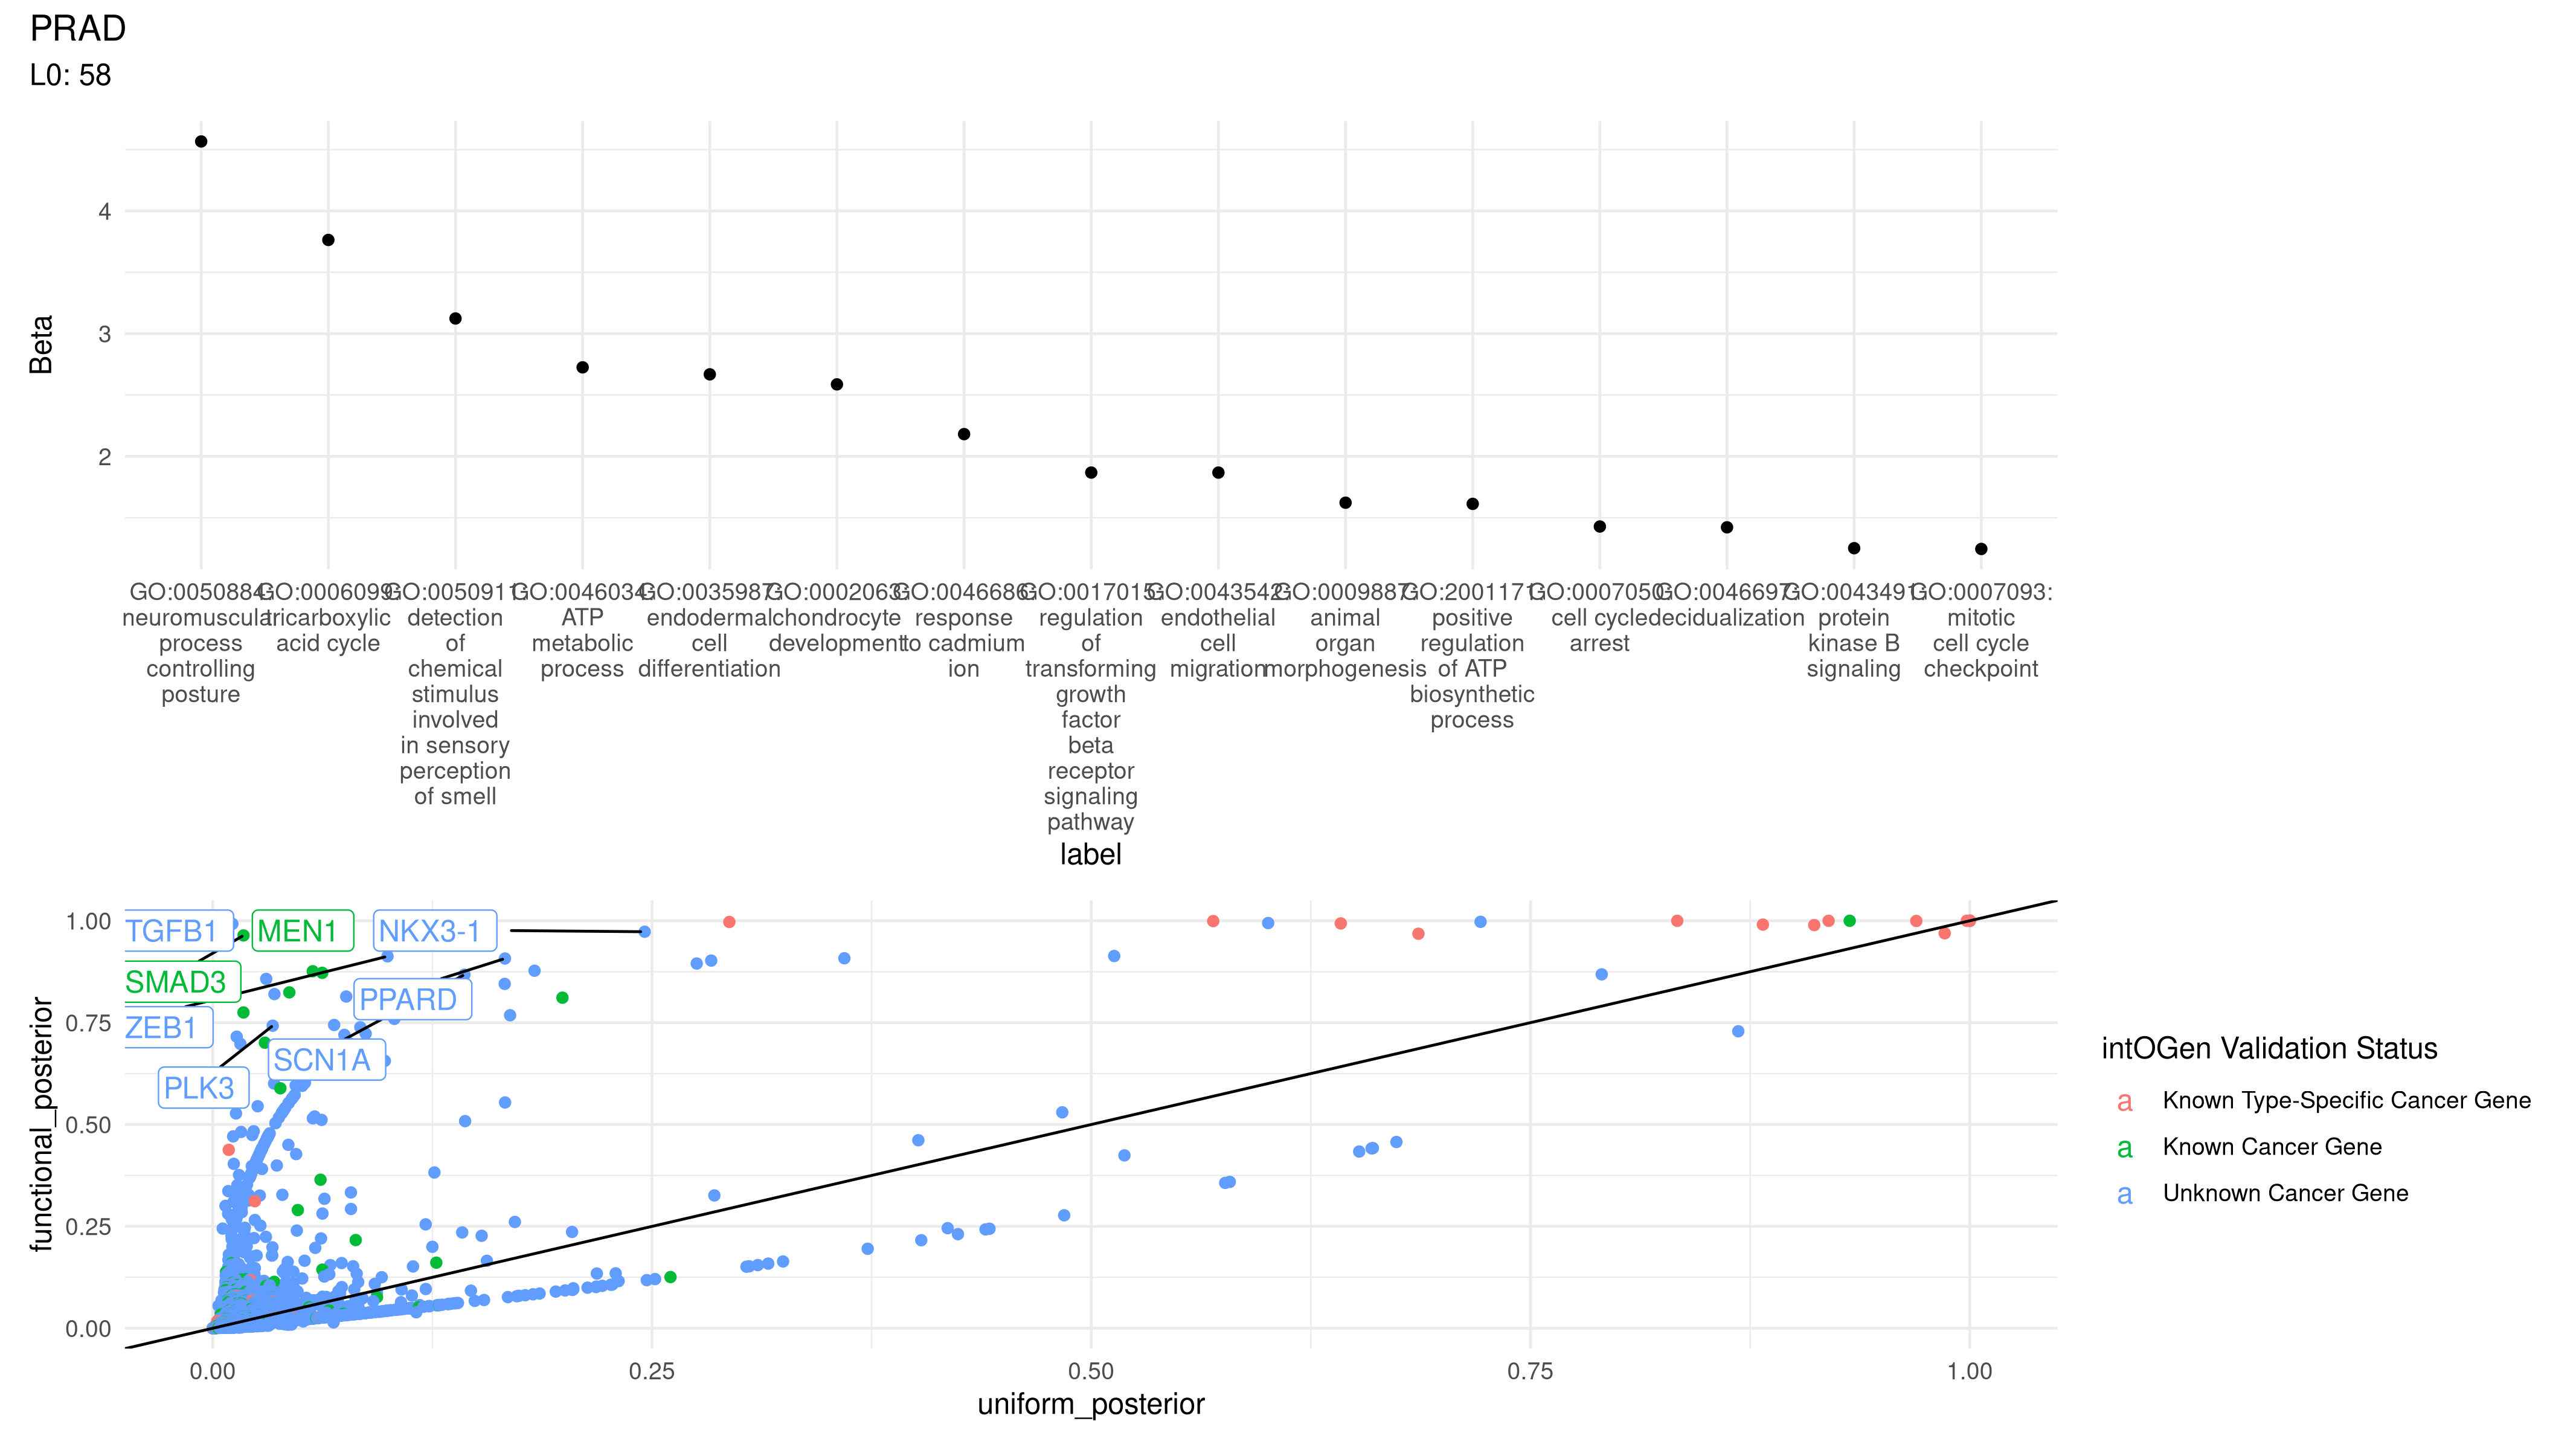 PRAD
L0: 58
Beta
4
3
2
GO:0050884:
neuromuscular
process
controlling
posture
GO:0006099:
tricarboxylic
acid cycle
GO:0050911:
detection
of
chemical
stimulus
involved
in sensory
perception
of smell
GO:0046034:
ATP
metabolic
process
GO:0035987:
endodermal
cell
differentiation
GO:0002063:
chondrocyte
development
GO:0046686:
response
to cadmium
ion
GO:0017015:
regulation
of
transforming
growth
factor
beta
receptor
signaling
pathway
GO:0043542:
endothelial
cell
migration
GO:0009887:
animal
organ
morphogenesis
GO:2001171:
positive
regulation
of ATP
biosynthetic
process
GO:0007050:
cell cycle
arrest
GO:0046697:
decidualization
GO:0043491:
protein
kinase B
signaling
GO:0007093:
mitotic
cell cycle
checkpoint
label
functional_posterior
1.00
0.75
0.50
0.25
0.00
TGFB1
MEN1
NKX3-1
SMAD3
PPARD
ZEB1
SCN1A
PLK3
0.00
0.25
0.50
0.75
1.00
uniform_posterior
intOGen Validation Status
a Known Type-Specific Cancer Gene
a Known Cancer Gene
a Unknown Cancer Gene